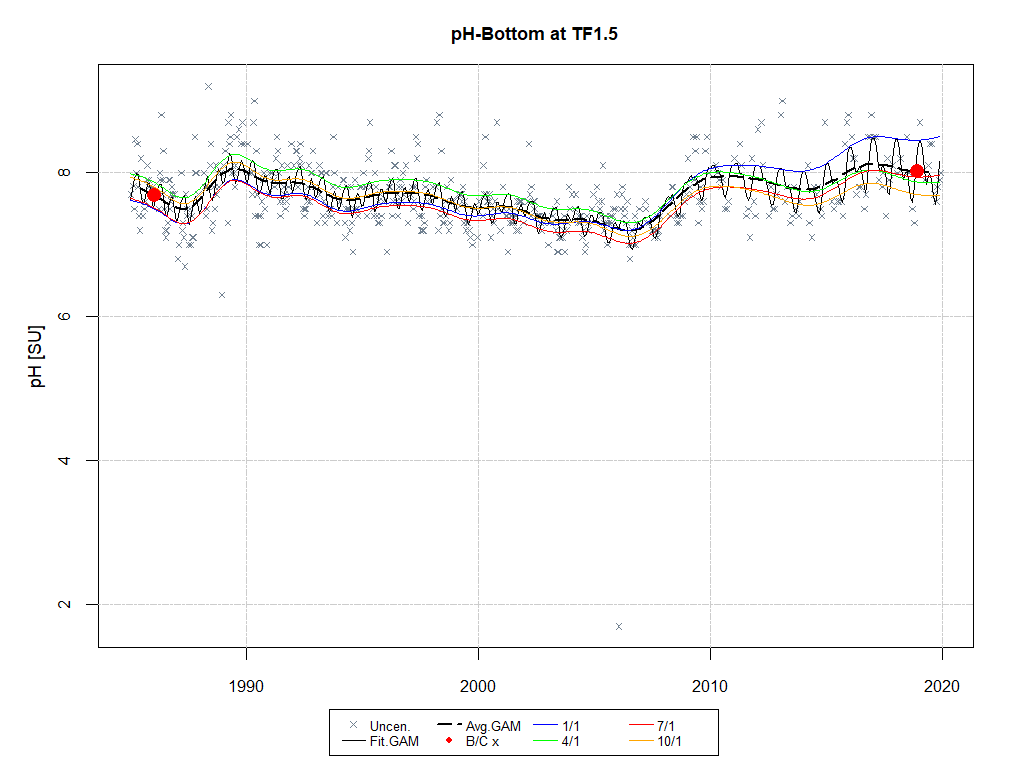 pH-Bottom at TF1.5
8
6
4
2
pH [SU]
1990 2000 2010 2020
Uncen. Avg.GAM 1/1 7/1
Fit.GAM B/C x 4/1 10/1